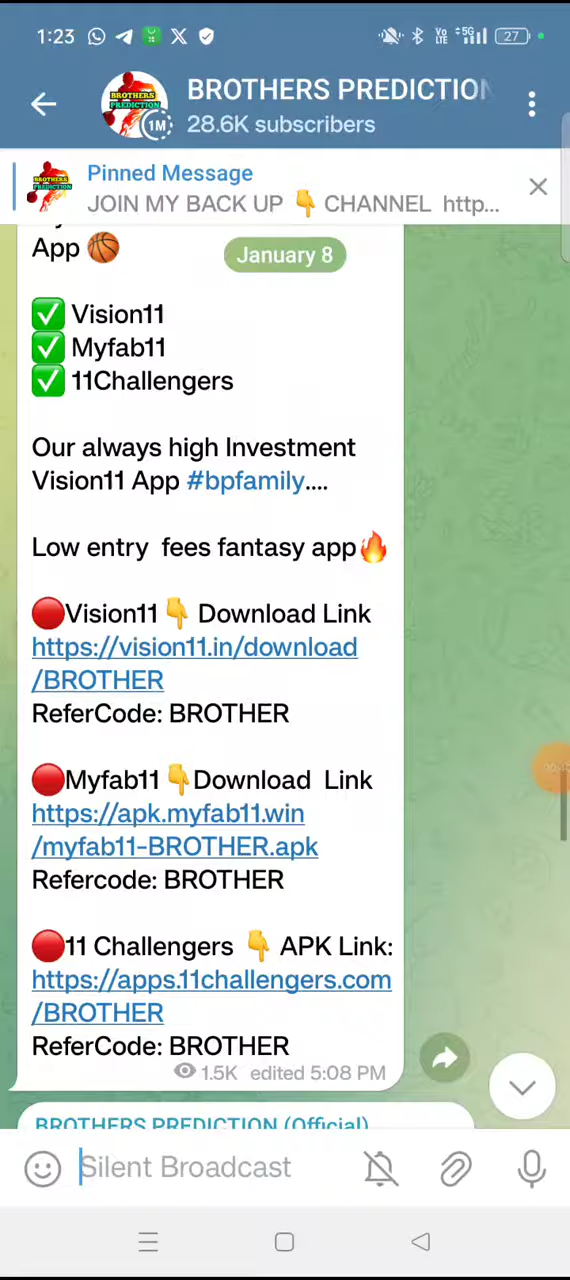 1:23
27
BROTHERS PREDICTION
1M
28.6K subscribers
Pinned Message
JOIN MY BACK UP 👇 CHANNEL http...
App 🏀
January 8
✅ Vision11
✅ Myfab11
✅ 11Challengers
Our always high Investment
Vision11 App #bpfamily....
Low entry fees fantasy app🔥
🔴Vision11👇 Download Link
https://vision11.in/download
/BROTHER
ReferCode: BROTHER
🔴Myfab11👇Download Link
https://apk.myfab11.win
/myfab11-BROTHER.apk
Refercode: BROTHER
🔴11 Challengers 👇 APK Link:
https://apps.11challengers.com
/BROTHER
ReferCode: BROTHER
1.5K edited 5:08 PM
BROTHERS PREDICTION (Official)
Silent Broadcast